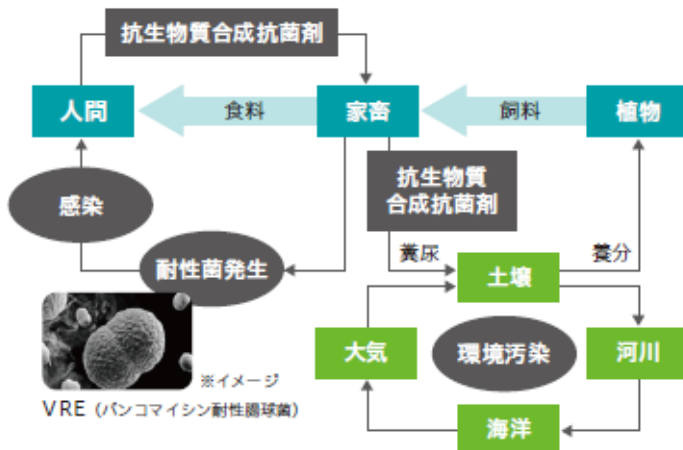 抗生物質合成抗菌剤
人間
食料
家畜
飼料
植物
感染
抗生物質
合成抗菌剤
耐性菌発生
糞尿
養分
土壌
大気
環境汚染
河川
海洋
※イメージ
VRE（バンコマイシン耐性腸球菌）